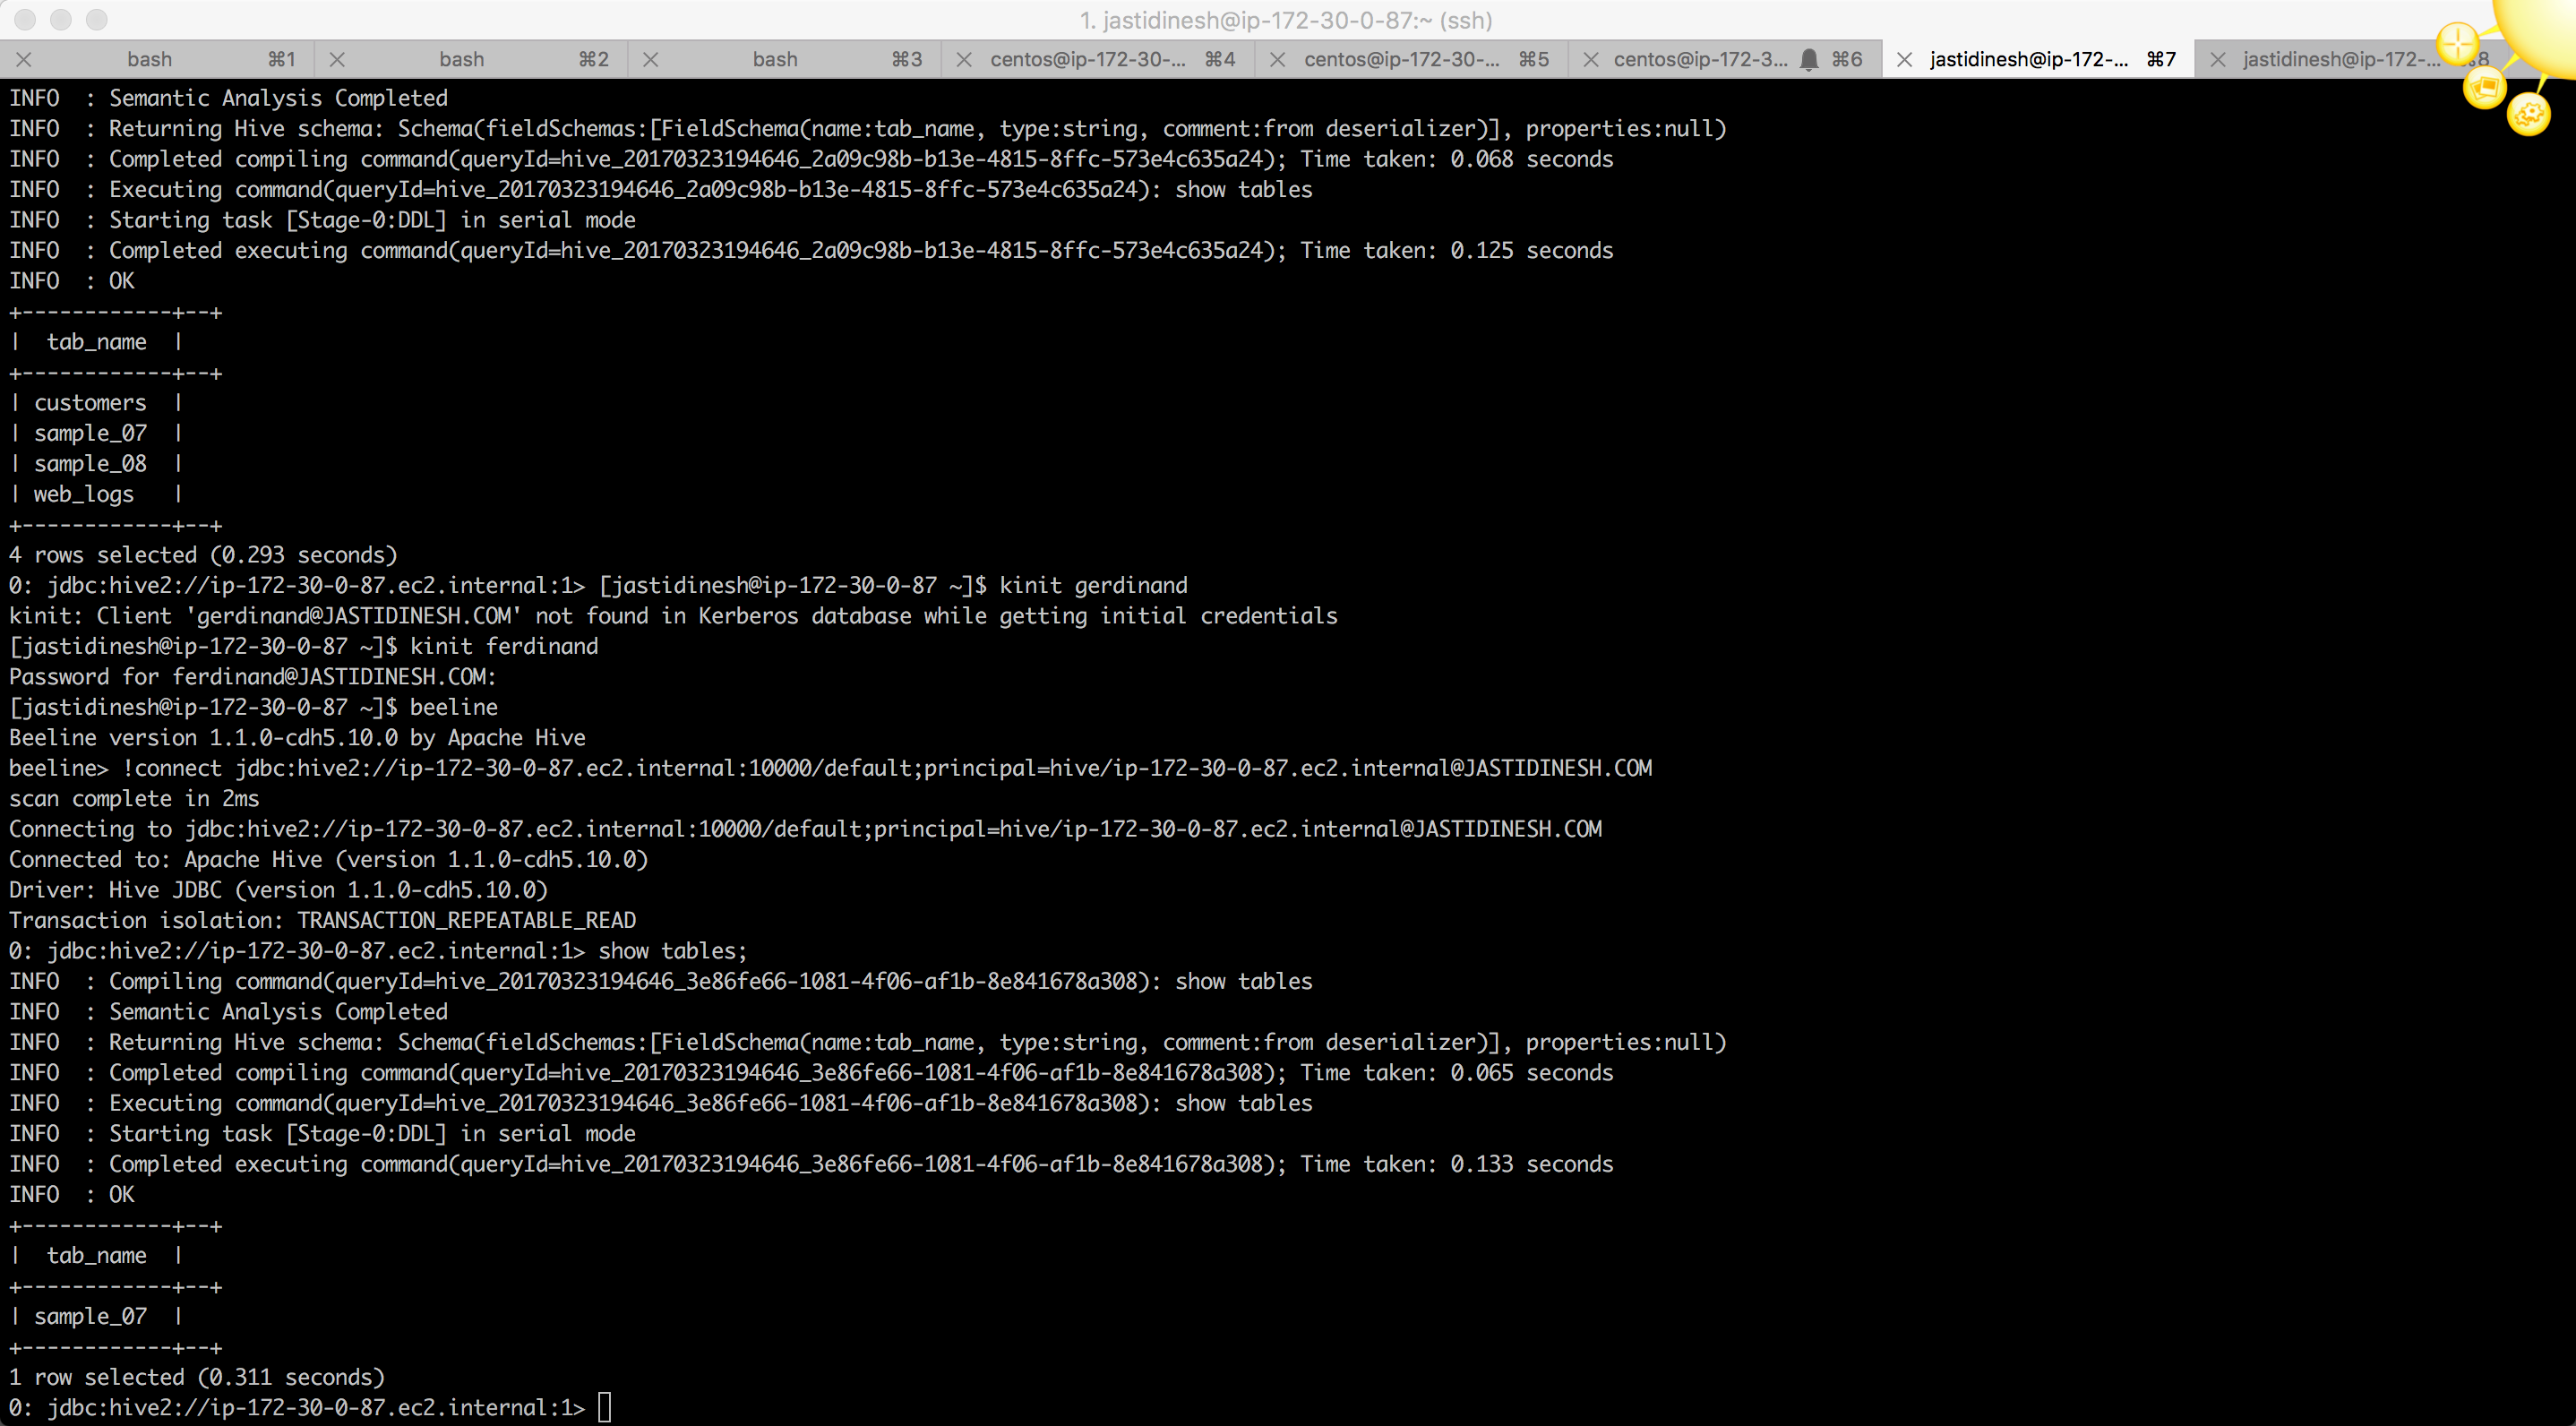 1. jastidinesh@ip-172-30-0-87:~ (ssh)
bash ⌘1 bash ⌘2 bash ⌘3 centos@ip-172-30-... ⌘4 centos@ip-172-30-... ⌘5 centos@ip-172-3... ⌘6 jastidinesh@ip-172-... ⌘7 jastidinesh@ip-172-... ⌘8
INFO  : Semantic Analysis Completed
INFO  : Returning Hive schema: Schema(fieldSchemas:[FieldSchema(name:tab_name, type:string, comment:from deserializer)], properties:null)
INFO  : Completed compiling command(queryId=hive_20170323194646_2a09c98b-b13e-4815-8ffc-573e4c635a24); Time taken: 0.068 seconds
INFO  : Executing command(queryId=hive_20170323194646_2a09c98b-b13e-4815-8ffc-573e4c635a24): show tables
INFO  : Starting task [Stage-0:DDL] in serial mode
INFO  : Completed executing command(queryId=hive_20170323194646_2a09c98b-b13e-4815-8ffc-573e4c635a24); Time taken: 0.125 seconds
INFO  : OK
+------------+--+
|  tab_name  |
+------------+--+
| customers  |
| sample_07  |
| sample_08  |
| web_logs   |
+------------+--+
4 rows selected (0.293 seconds)
0: jdbc:hive2://ip-172-30-0-87.ec2.internal:1> [jastidinesh@ip-172-30-0-87 ~]$ kinit gerdinand
kinit: Client 'gerdinand@JASTIDINESH.COM' not found in Kerberos database while getting initial credentials
[jastidinesh@ip-172-30-0-87 ~]$ kinit ferdinand
Password for ferdinand@JASTIDINESH.COM:
[jastidinesh@ip-172-30-0-87 ~]$ beeline
Beeline version 1.1.0-cdh5.10.0 by Apache Hive
beeline> !connect jdbc:hive2://ip-172-30-0-87.ec2.internal:10000/default;principal=hive/ip-172-30-0-87.ec2.internal@JASTIDINESH.COM
scan complete in 2ms
Connecting to jdbc:hive2://ip-172-30-0-87.ec2.internal:10000/default;principal=hive/ip-172-30-0-87.ec2.internal@JASTIDINESH.COM
Connected to: Apache Hive (version 1.1.0-cdh5.10.0)
Driver: Hive JDBC (version 1.1.0-cdh5.10.0)
Transaction isolation: TRANSACTION_REPEATABLE_READ
0: jdbc:hive2://ip-172-30-0-87.ec2.internal:1> show tables;
INFO  : Compiling command(queryId=hive_20170323194646_3e86fe66-1081-4f06-af1b-8e841678a308): show tables
INFO  : Semantic Analysis Completed
INFO  : Returning Hive schema: Schema(fieldSchemas:[FieldSchema(name:tab_name, type:string, comment:from deserializer)], properties:null)
INFO  : Completed compiling command(queryId=hive_20170323194646_3e86fe66-1081-4f06-af1b-8e841678a308); Time taken: 0.065 seconds
INFO  : Executing command(queryId=hive_20170323194646_3e86fe66-1081-4f06-af1b-8e841678a308): show tables
INFO  : Starting task [Stage-0:DDL] in serial mode
INFO  : Completed executing command(queryId=hive_20170323194646_3e86fe66-1081-4f06-af1b-8e841678a308); Time taken: 0.133 seconds
INFO  : OK
+------------+--+
|  tab_name  |
+------------+--+
| sample_07  |
+------------+--+
1 row selected (0.311 seconds)
0: jdbc:hive2://ip-172-30-0-87.ec2.internal:1>